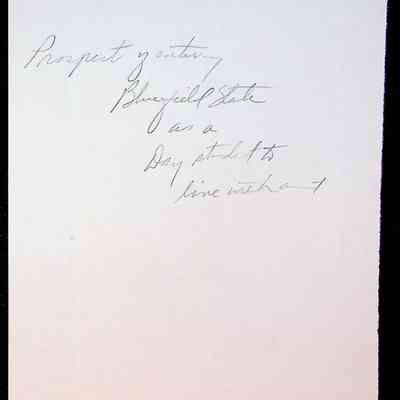 Prospect of entering
Bluefield State
as a
Day student to
live with aunt